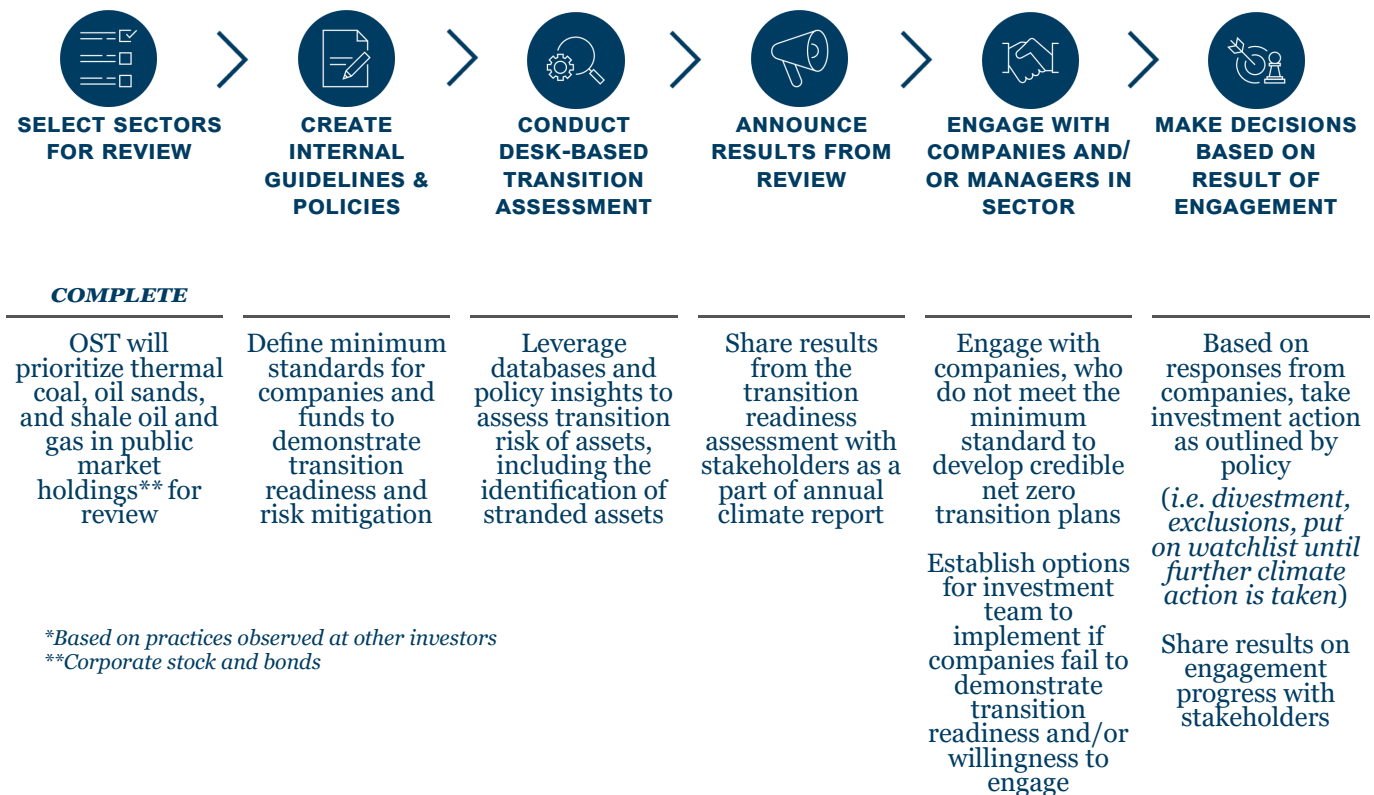 SELECT SECTORS
FOR REVIEW
CREATE
INTERNAL
GUIDELINES &
POLICIES
CONDUCT
DESK-BASED
TRANSITION
ASSESSMENT
ANNOUNCE
RESULTS FROM
REVIEW
ENGAGE WITH
COMPANIES AND/
OR MANAGERS IN
SECTOR
MAKE DECISIONS
BASED ON
RESULT OF
ENGAGEMENT
COMPLETE
OST will
prioritize thermal
coal, oil sands,
and shale oil and
gas in public
market
holdings** for
review
Define minimum
standards for
companies and
funds to
demonstrate
transition
readiness and
risk mitigation
Leverage
databases and
policy insights to
assess transition
risk of assets,
including the
identification of
stranded assets
Share results
from the
transition
readiness
assessment with
stakeholders as a
part of annual
climate report
Engage with
companies, who
do not meet the
minimum
standard to
develop credible
net zero
transition plans
Establish options
for investment
team to
implement if
companies fail to
demonstrate
transition
readiness and/or
willingness to
engage
Based on
responses from
companies, take
investment action
as outlined by
policy
(i.e. divestment,
exclusions, put
on watchlist until
further climate
action is taken)
Share results on
engagement
progress with
stakeholders
*Based on practices observed at other investors
**Corporate stock and bonds